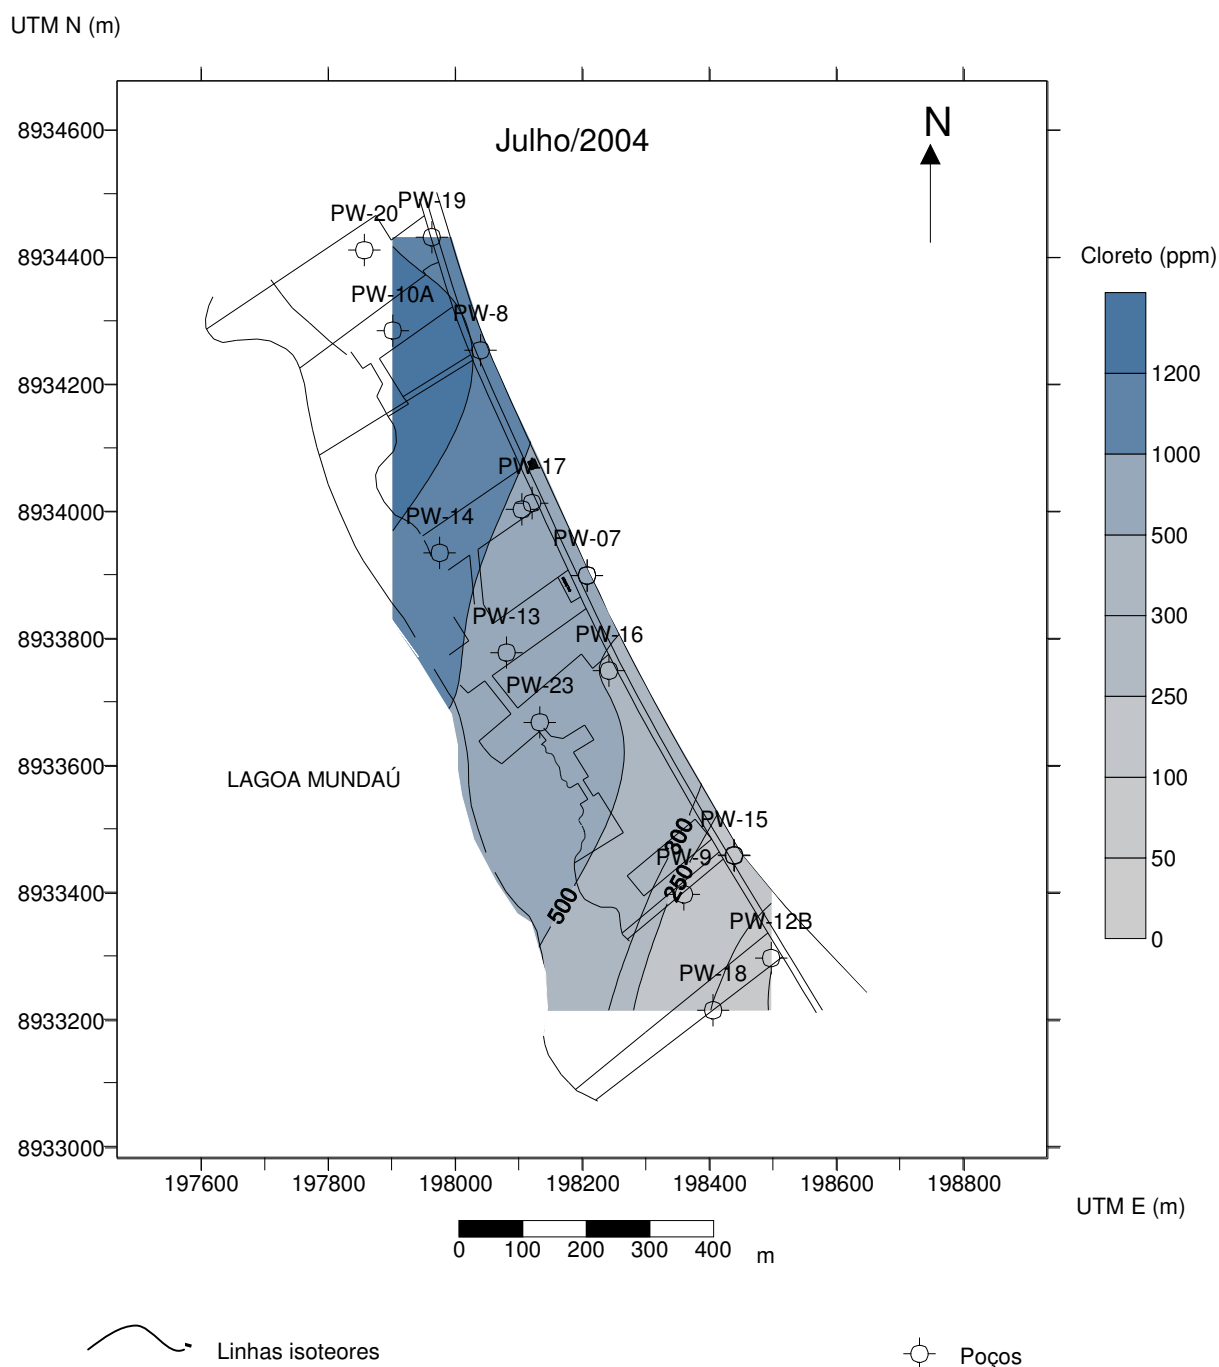 UTM N (m)
Julho/2004
N
8934600
8934400
8934200
8934000
8933800
8933600
8933400
8933200
8933000
PW-19
PW-20
PW-10A
PW-8
PW-17
PW-14
PW-07
PW-13
PW-16
PW-23
LAGOA MUNDAÚ
PW-15
300
PW-9
250
500
PW-12B
PW-18
Cloreto (ppm)
1200
1000
500
300
250
100
50
0
197600 197800 198000 198200 198400 198600 198800
UTM E (m)
0 100 200 300 400 m
Linhas isoteores
Poços